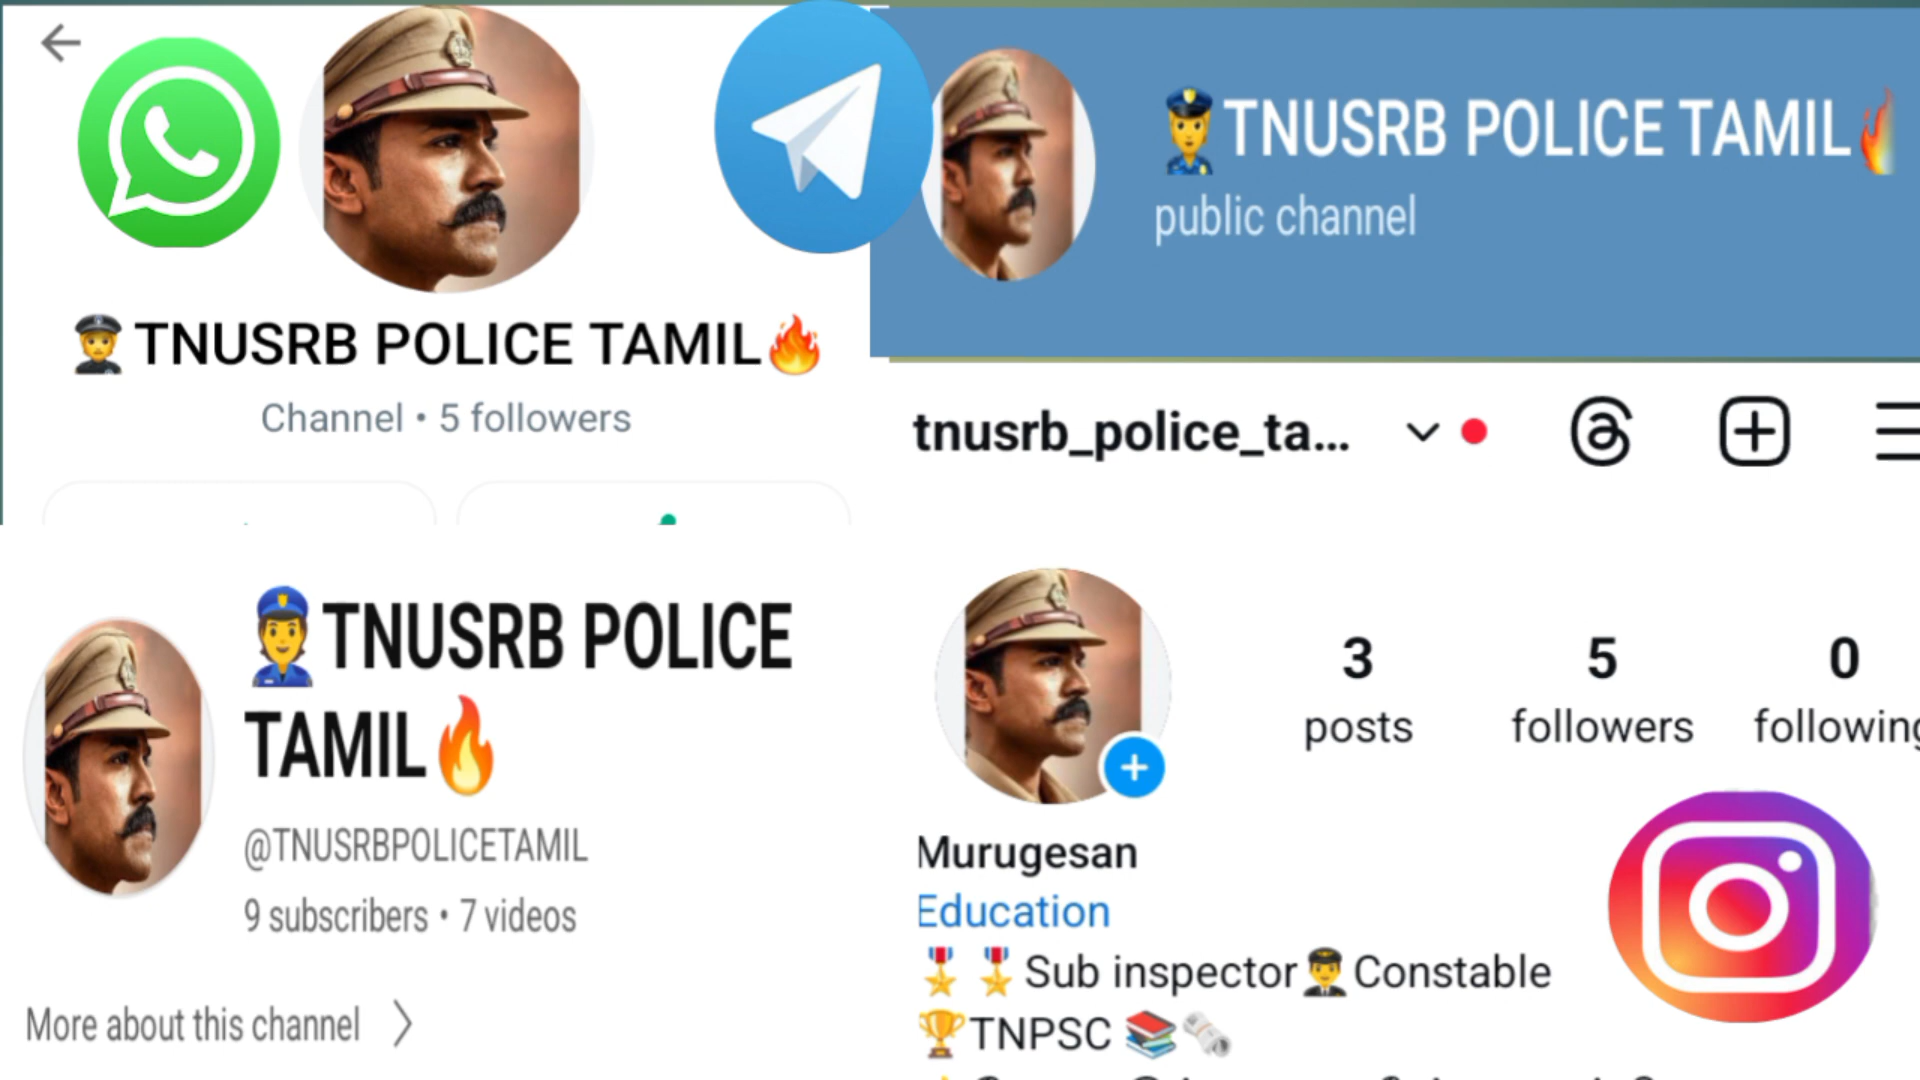 👮TNUSRB POLICE TAMIL🔥
Channel • 5 followers
👮TNUSRB POLICE TAMIL🔥
public channel
👮TNUSRB POLICE
TAMIL🔥
@TNUSRBPOLICETAMIL
9 subscribers • 7 videos
More about this channel
tnusrb_police_ta...
3 5 0
posts followers following
Murugesan
Education
🎖️🎖️Sub inspector👨‍✈️Constable
🏆TNPSC 📚🗞️